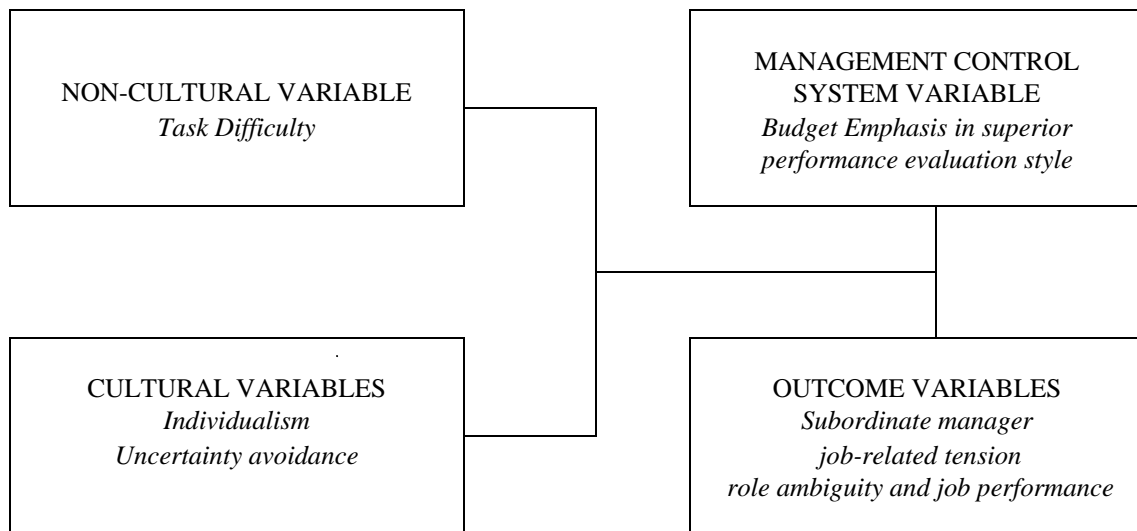 NON-CULTURAL VARIABLE
Task Difficulty
MANAGEMENT CONTROL
SYSTEM VARIABLE
Budget Emphasis in superior
performance evaluation style
CULTURAL VARIABLES
Individualism
Uncertainty avoidance
OUTCOME VARIABLES
Subordinate manager
job-related tension
role ambiguity and job performance